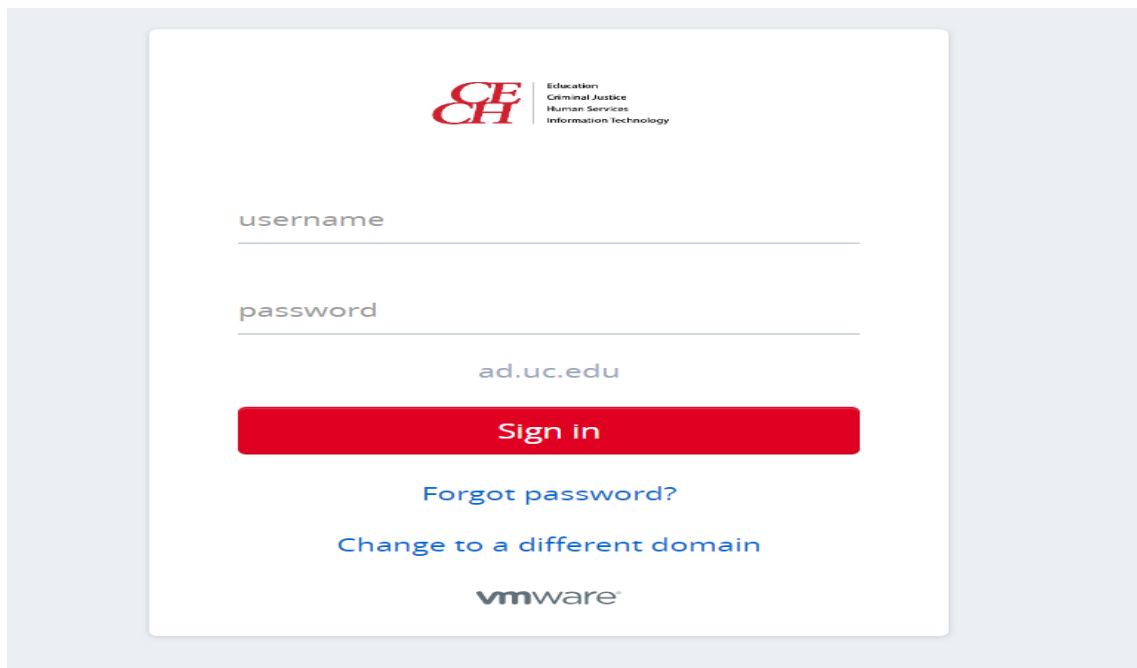 CE
CH
Education
Criminal Justice
Human Services
Information Technology
username
password
ad.uc.edu
Sign in
Forgot password?
Change to a different domain
vmware